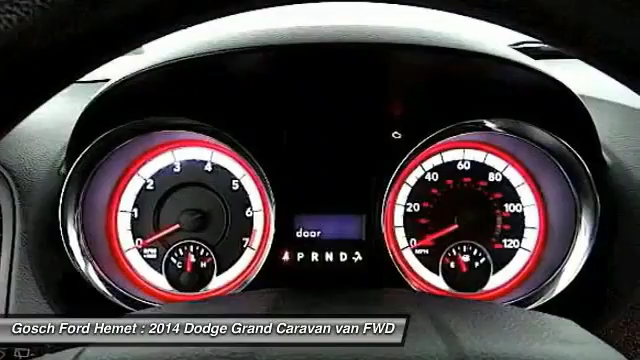 1 2 3 4 5 6 7
0
C H
door
P R N D
0 20 40 60 80 100 120
MPH
E F
Gosch Ford Hemet : 2014 Dodge Grand Caravan van FWD